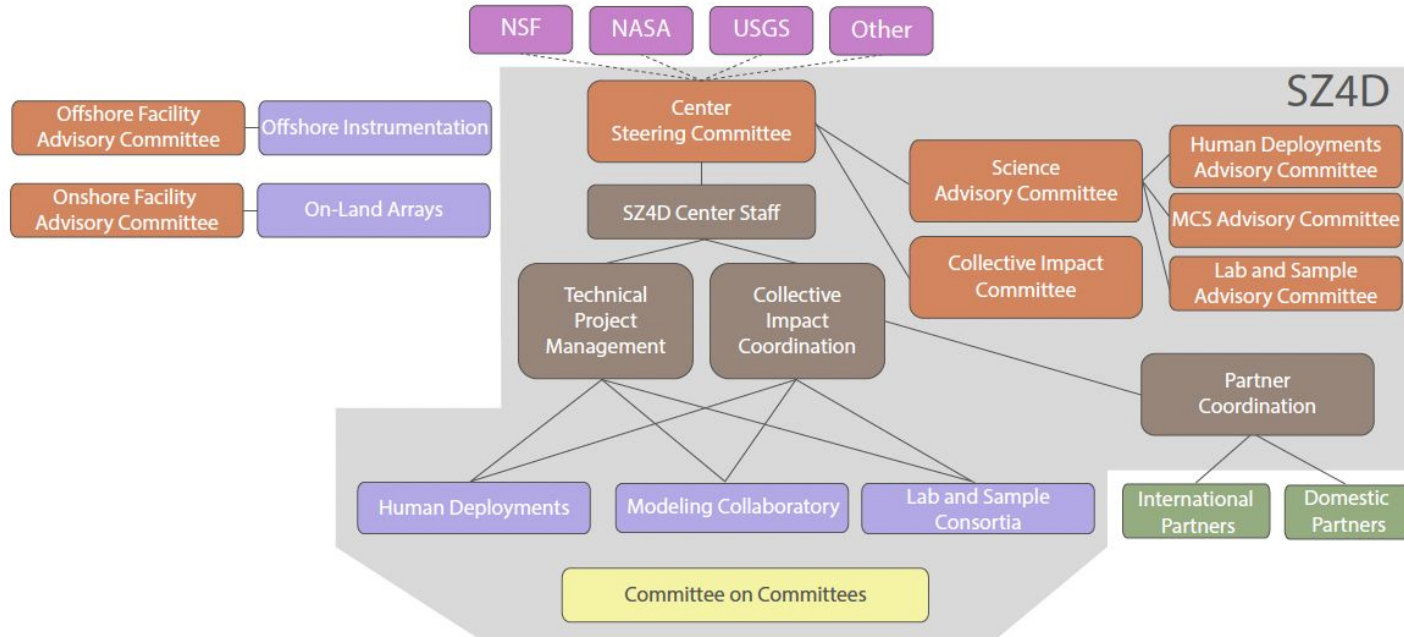 NSF
NASA
USGS
Other
SZ4D
Center
Steering Committee
Offshore Facility
Advisory Committee
Offshore Instrumentation
Onshore Facility
Advisory Committee
On-Land Arrays
SZ4D Center Staff
Science
Advisory Committee
Human Deployments
Advisory Committee
MCS Advisory Committee
Collective Impact
Committee
Lab and Sample
Advisory Committee
Technical
Project
Management
Collective
Impact
Coordination
Partner
Coordination
Human Deployments
Modeling Collaboratory
Lab and Sample
Consortia
International
Partners
Domestic
Partners
Committee on Committees